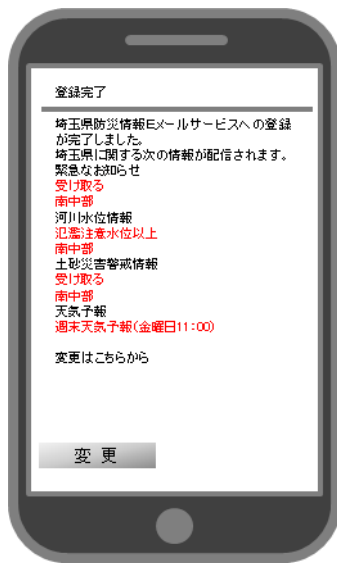 登録完了
埼玉県防災情報Eメールサービスへの登録
が完了しました。
埼玉県に関する次の情報が配信されます。
緊急なお知らせ
受け取る
南中部
河川水位情報
氾濫注意水位以上
南中部
土砂災害警戒情報
受け取る
南中部
天気予報
週末天気予報(金曜日11:00)
変更はこちらから
変 更